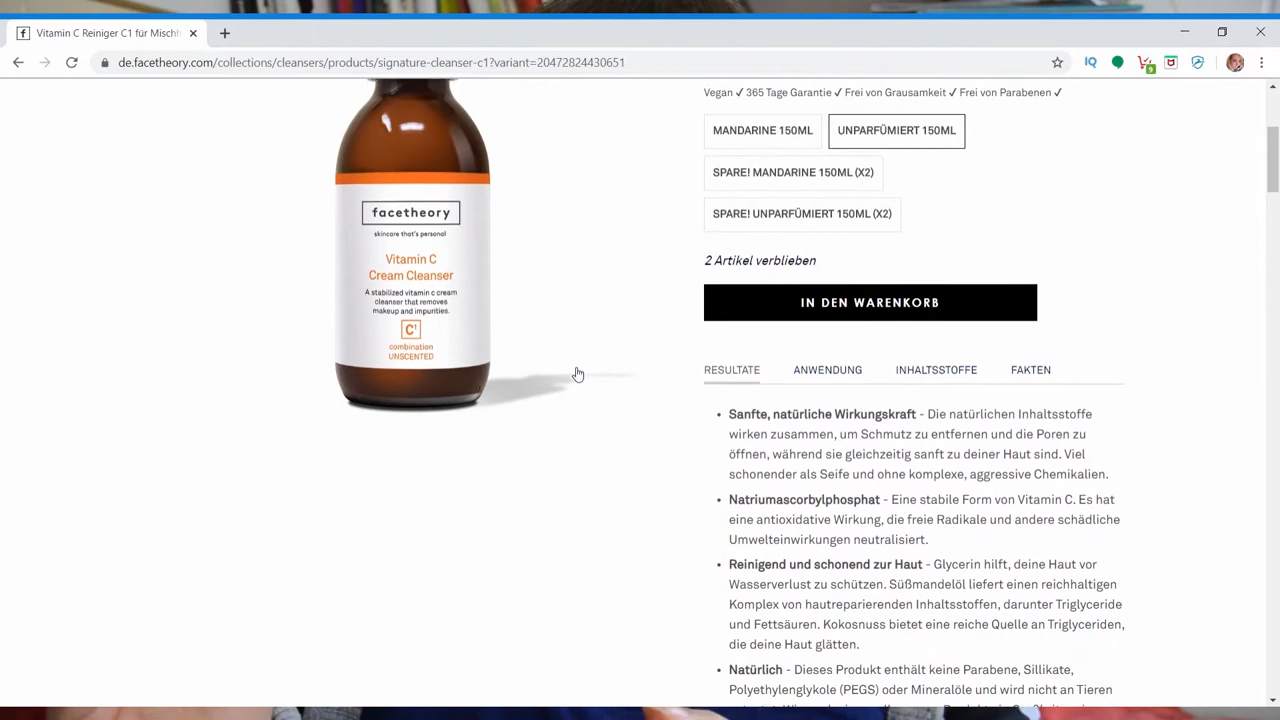 Vitamin C Reiniger C1 für Mischh
de.facetheory.com/collections/cleansers/products/signature-cleanser-c1?variant=20472824430651
IQ
9
Vegan ✓ 365 Tage Garantie ✓ Frei von Grausamkeit ✓ Frei von Parabenen ✓
MANDARINE 150ML
UNPARFÜMIERT 150ML
SPARE! MANDARINE 150ML (X2)
SPARE! UNPARFÜMIERT 150ML (X2)
2 Artikel verblieben
IN DEN WARENKORB
facetheory
skincare that's personal
Vitamin C
Cream Cleanser
A stabilized vitamin c cream
cleanser that removes
makeup and impurities.
C1
combination
UNSCENTED
RESULTATE
ANWENDUNG
INHALTSSTOFFE
FAKTEN
• Sanfte, natürliche Wirkungskraft - Die natürlichen Inhaltsstoffe
wirken zusammen, um Schmutz zu entfernen und die Poren zu
öffnen, während sie gleichzeitig sanft zu deiner Haut sind. Viel
schonender als Seife und ohne komplexe, aggressive Chemikalien.
• Natriumascorbylphosphat - Eine stabile Form von Vitamin C. Es hat
eine antioxidative Wirkung, die freie Radikale und andere schädliche
Umwelteinwirkungen neutralisiert.
• Reinigend und schonend zur Haut - Glycerin hilft, deine Haut vor
Wasserverlust zu schützen. Süßmandelöl liefert einen reichhaltigen
Komplex von hautreparierenden Inhaltsstoffen, darunter Triglyceride
und Fettsäuren. Kokosnuss bietet eine reiche Quelle an Triglyceriden,
die deine Haut glätten.
• Natürlich - Dieses Produkt enthält keine Parabene, Sillikate,
Polyethylenglykole (PEGS) oder Mineralöle und wird nicht an Tieren